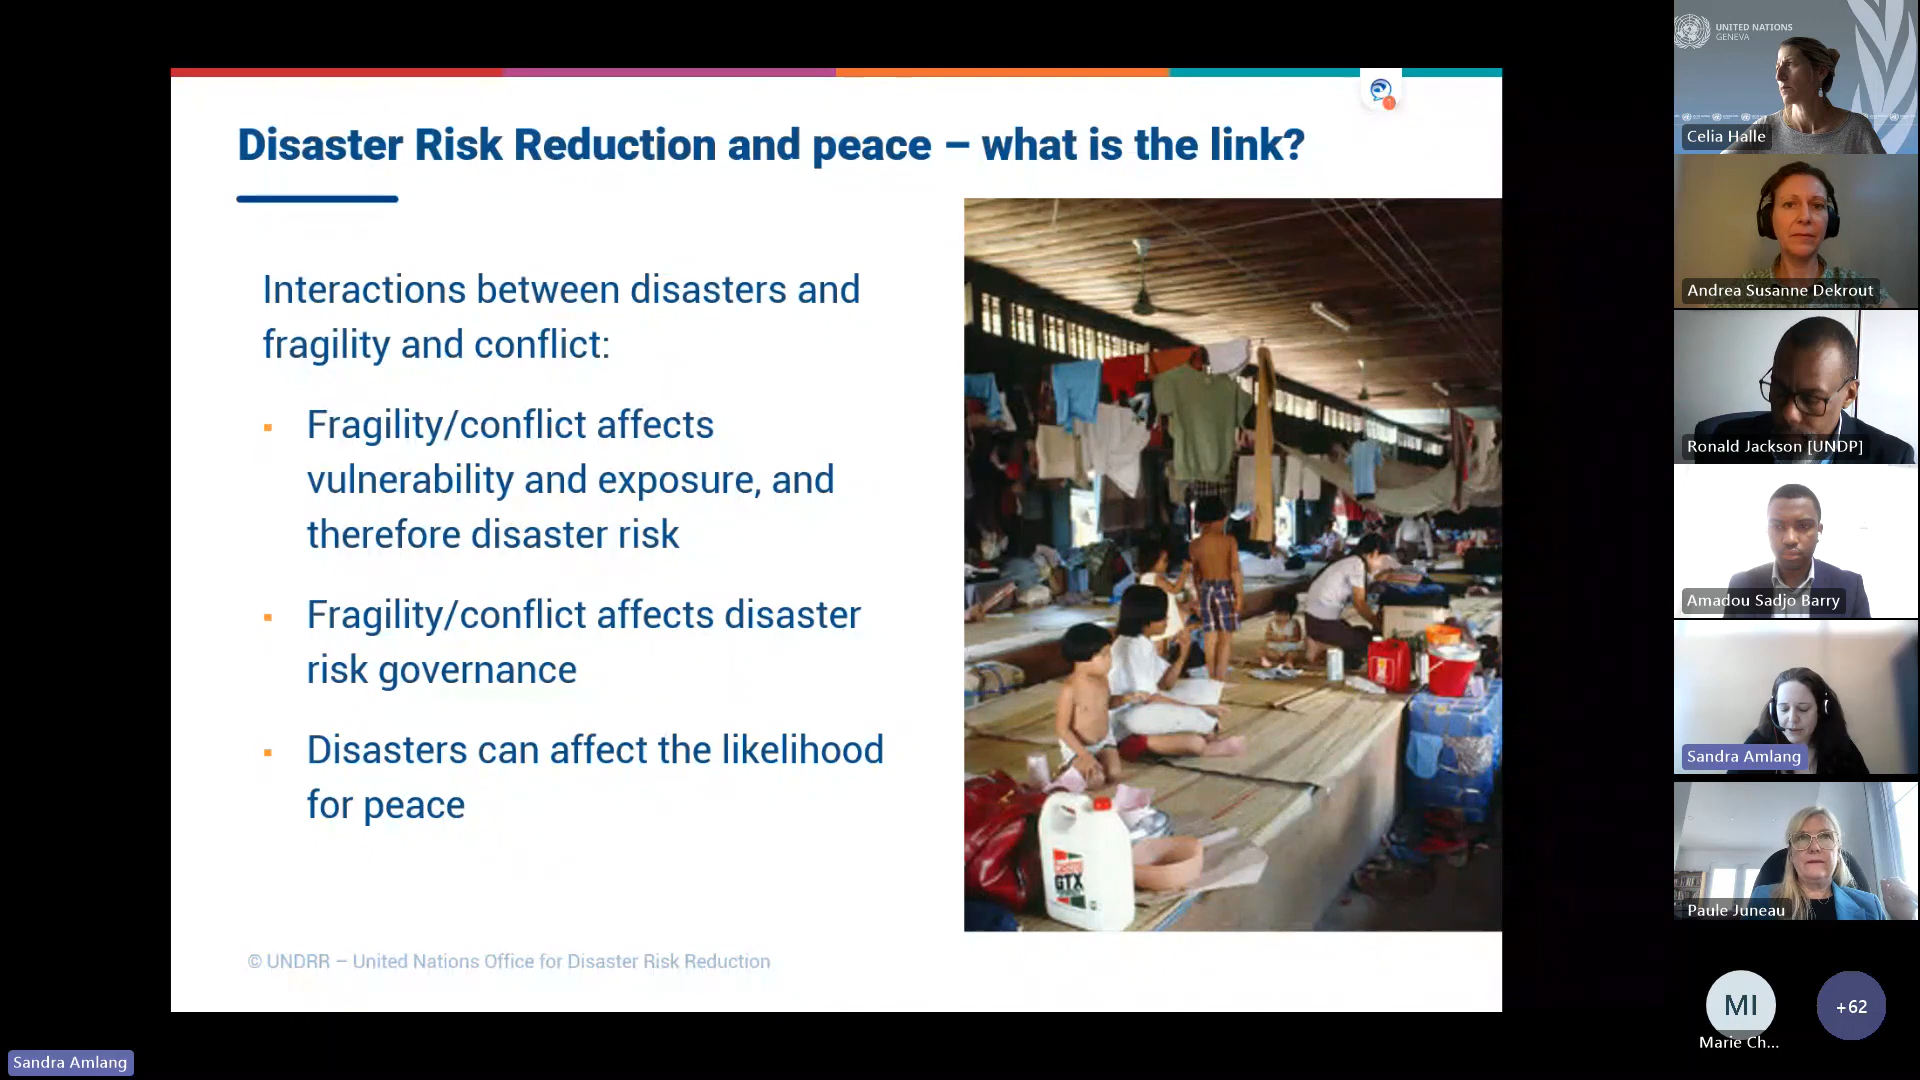 Disaster Risk Reduction and peace – what is the link?
Interactions between disasters and
fragility and conflict:
▪ Fragility/conflict affects
vulnerability and exposure, and
therefore disaster risk
▪ Fragility/conflict affects disaster
risk governance
▪ Disasters can affect the likelihood
for peace
GTX
© UNDRR – United Nations Office for Disaster Risk Reduction
Sandra Amlang
UNITED NATIONS
GENEVA
Celia Halle
Andrea Susanne Dekrout
Ronald Jackson [UNDP]
Amadou Sadjo Barry
Sandra Amlang
Paule Juneau
MI
Marie Ch...
+62